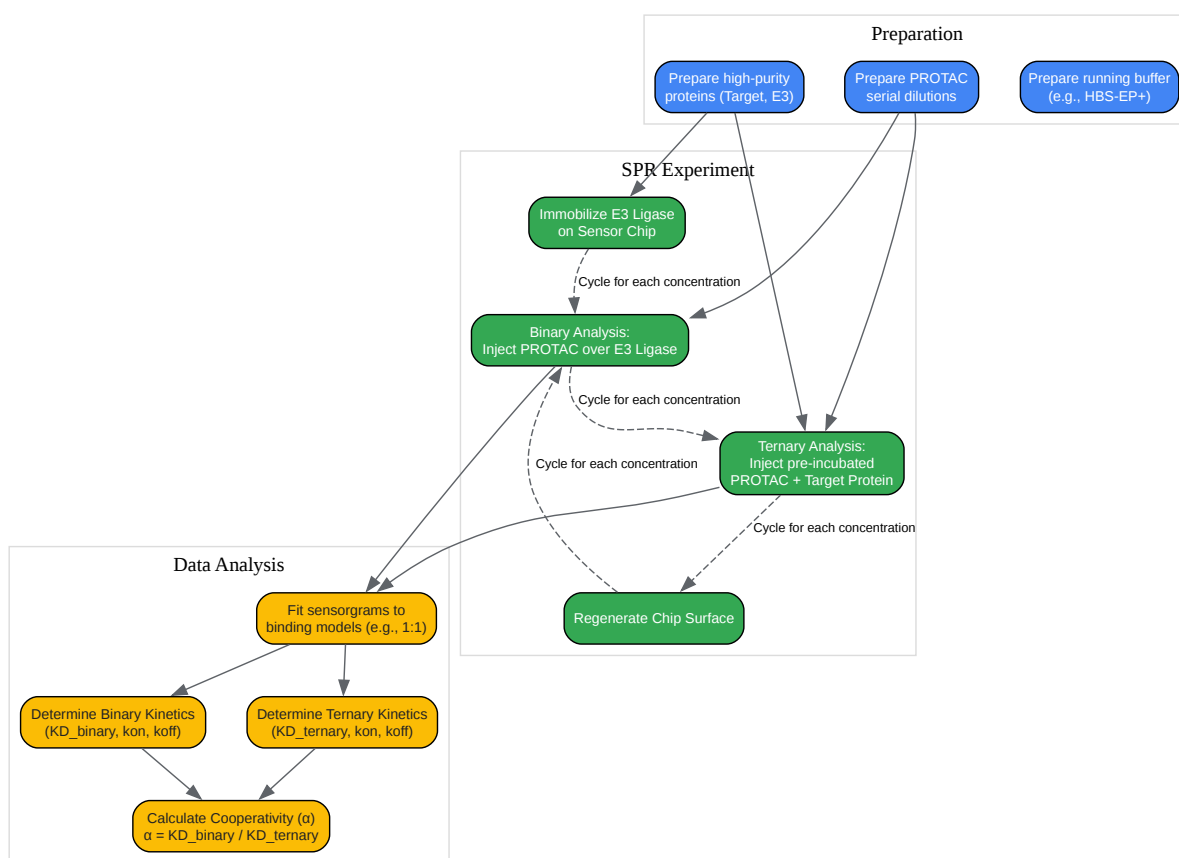 Preparation
Prepare high-purity
proteins (Target, E3)
Prepare PROTAC
serial dilutions
Prepare running buffer
(e.g., HBS-EP+)
SPR Experiment
Immobilize E3 Ligase
on Sensor Chip
Cycle for each concentration
Binary Analysis:
Inject PROTAC over E3 Ligase
Cycle for each concentration
Ternary Analysis:
Inject pre-incubated
PROTAC + Target Protein
Cycle for each concentration
Cycle for each concentration
Regenerate Chip Surface
Data Analysis
Fit sensorgrams to
binding models (e.g., 1:1)
Determine Binary Kinetics
(KD_binary, kon, koff)
Determine Ternary Kinetics
(KD_ternary, kon, koff)
Calculate Cooperativity (α)
α = KD_binary / KD_ternary